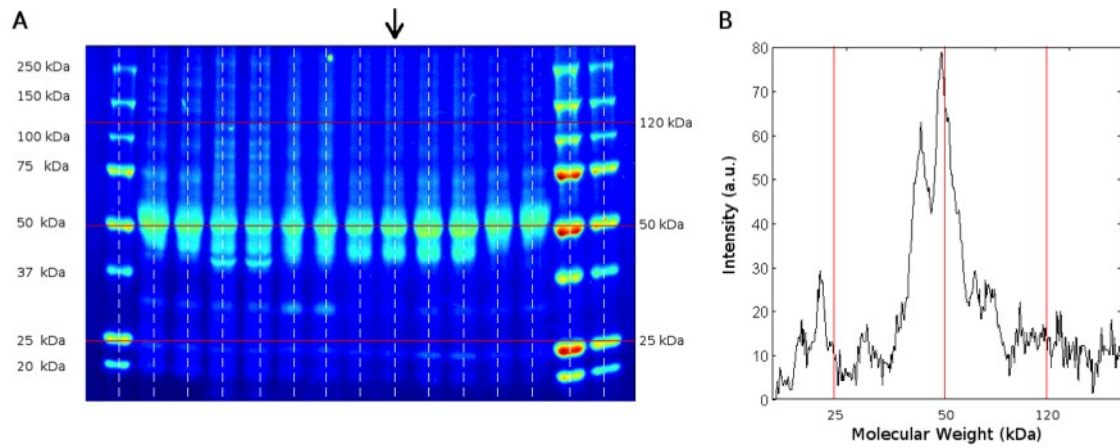 A
B
250 kDa
150 kDa
100 kDa
75 kDa
50 kDa
37 kDa
25 kDa
20 kDa
120 kDa
50 kDa
25 kDa
80
70
60
50
40
30
20
10
0
Intensity (a.u.)
25
50
120
Molecular Weight (kDa)